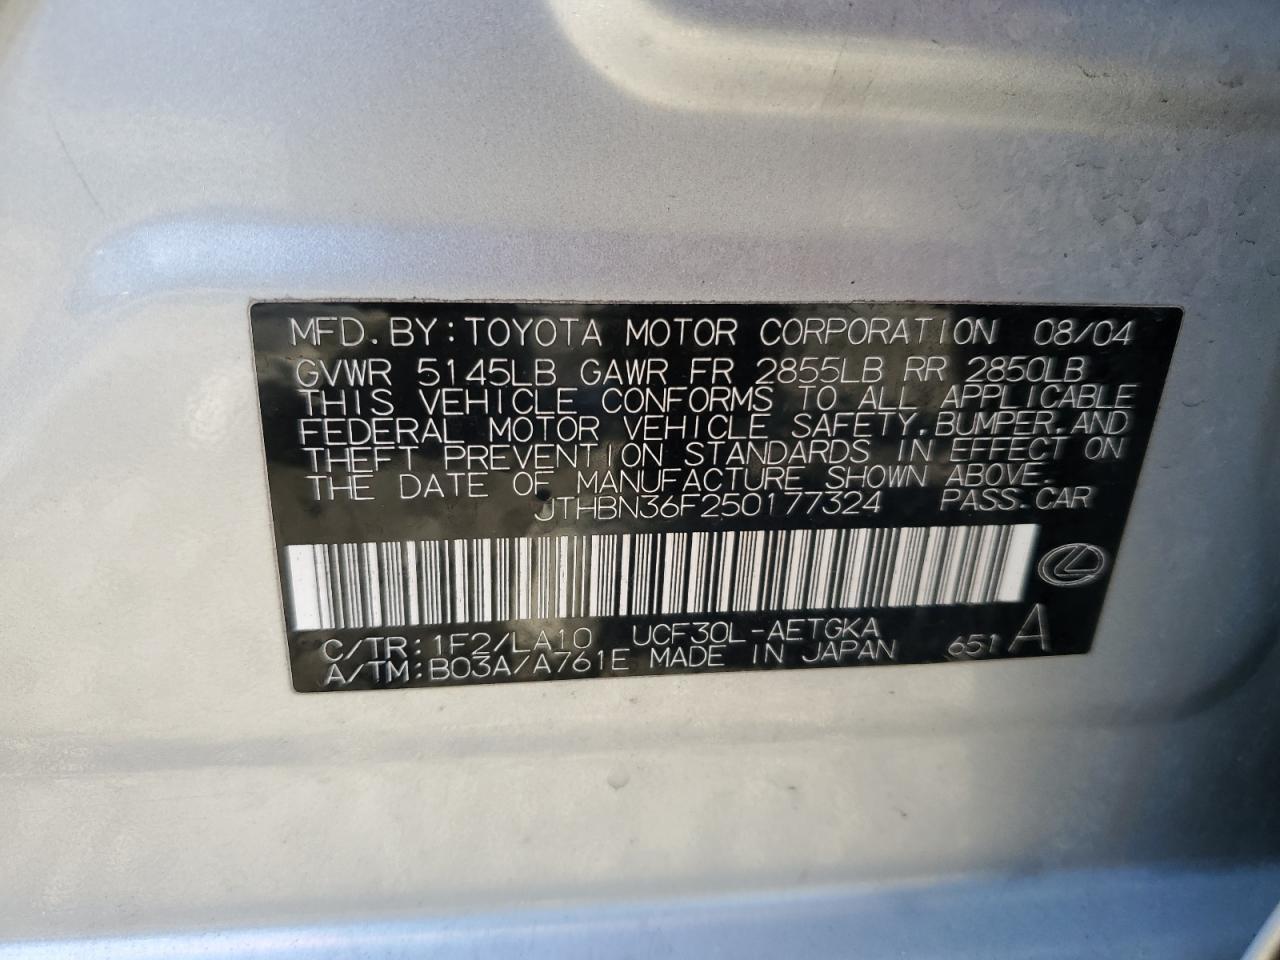 MFD. BY: TOYOTA MOTOR CORPORATION 08/04
GVWR 5145LB GAWR FR 2855LB RR 2850LB
THIS VEHICLE CONFORMS TO ALL APPLICABLE
FEDERAL MOTOR VEHICLE SAFETY, BUMPER, AND
THEFT PREVENTION STANDARDS IN EFFECT ON
THE DATE OF MANUFACTURE SHOWN ABOVE.
JTHBN36F250177324 PASS. CAR
C/TR: 1F2/LA10 UCF30L-AETGKA
A/TM: B03A/A761E MADE IN JAPAN 651 A